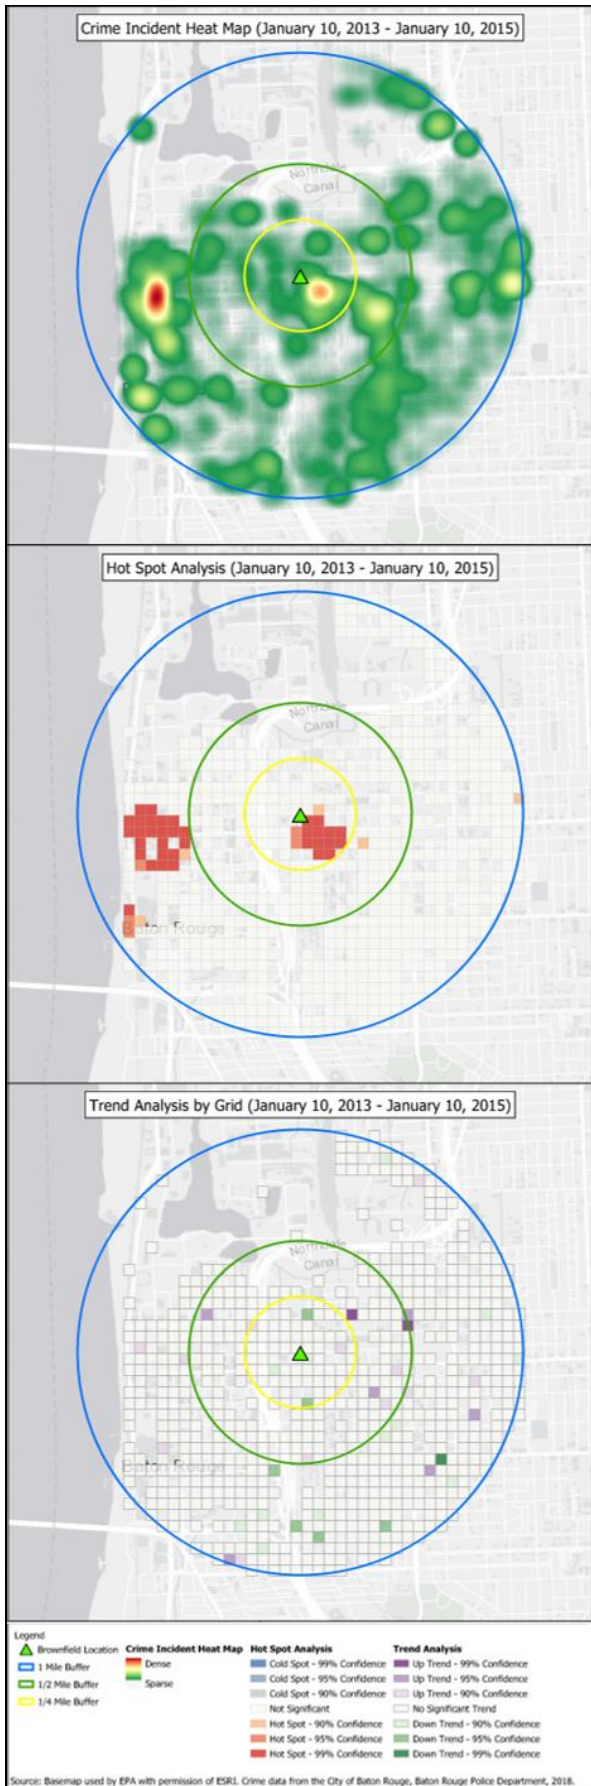 Crime Incident Heat Map (January 10, 2013 - January 10, 2015)
Northdale
Canal
Hot Spot Analysis (January 10, 2013 - January 10, 2015)
Northdale
Canal
Baton Rouge
Trend Analysis by Grid (January 10, 2013 - January 10, 2015)
Northdale
Canal
Baton Rouge
Legend
Brownfield Location
1 Mile Buffer
1/2 Mile Buffer
1/4 Mile Buffer
Crime Incident Heat Map
Dense
Sparse
Hot Spot Analysis
Cold Spot - 99% Confidence
Cold Spot - 95% Confidence
Cold Spot - 90% Confidence
Not Significant
Hot Spot - 90% Confidence
Hot Spot - 95% Confidence
Hot Spot - 99% Confidence
Trend Analysis
Up Trend - 99% Confidence
Up Trend - 95% Confidence
Up Trend - 90% Confidence
No Significant Trend
Down Trend - 90% Confidence
Down Trend - 95% Confidence
Down Trend - 99% Confidence
Source: Basemap used by EPA with permission of ESRI. Crime data from the City of Baton Rouge, Baton Rouge Police Department, 2018.